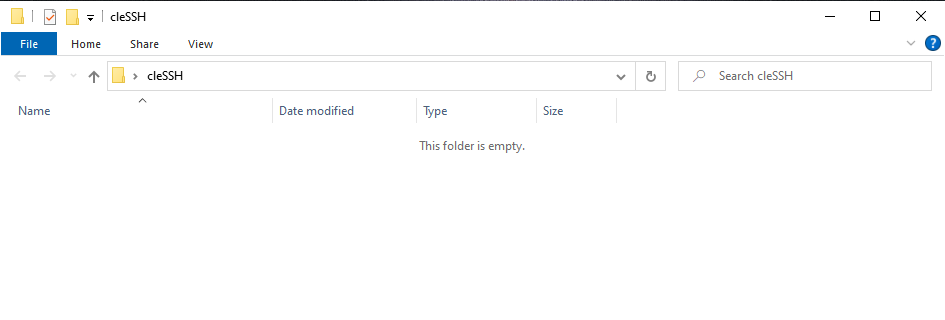 cleSSH
File Home Share View
cleSSH Search cleSSH
Name Date modified Type Size
This folder is empty.